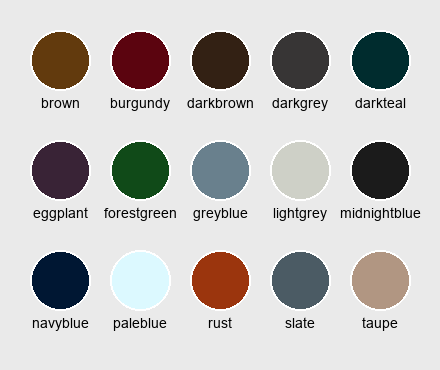 brown burgundy darkbrown darkgrey darkteal
eggplant forestgreen greyblue lightgrey midnightblue
navyblue paleblue rust slate taupe